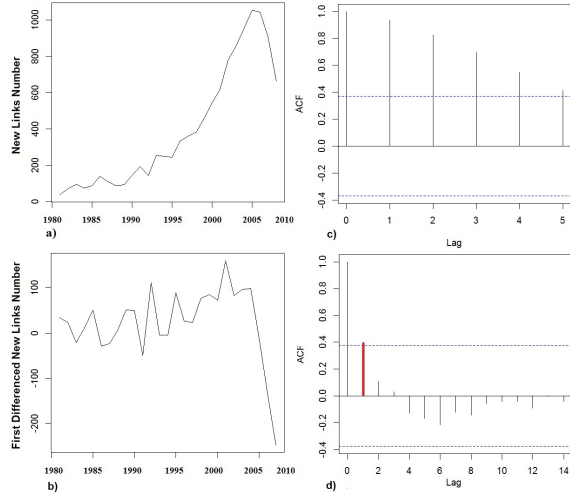 New Links Number
0 200 400 600 800 1000
1980 1985 1990 1995 2000 2005 2010
a)
ACF
-0.4 -0.2 0.0 0.2 0.4 0.6 0.8 1.0
0 1 2 3 4 5
Lag
c)
First Differenced New Links Number
-200 -100 0 100
1980 1985 1990 1995 2000 2005 2010
b)
ACF
-0.4 -0.2 0.0 0.2 0.4 0.6 0.8 1.0
0 2 4 6 8 10 12 14
Lag
d)